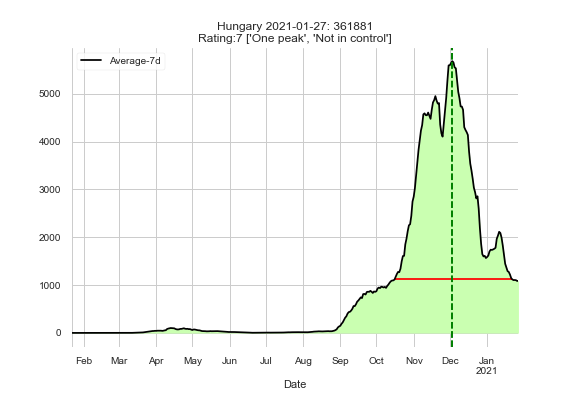 Hungary 2021-01-27: 361881
Rating:7 ['One peak', 'Not in control']
Average-7d
5000
4000
3000
2000
1000
0
Feb Mar Apr May Jun Jul Aug Sep Oct Nov Dec Jan
2021
Date